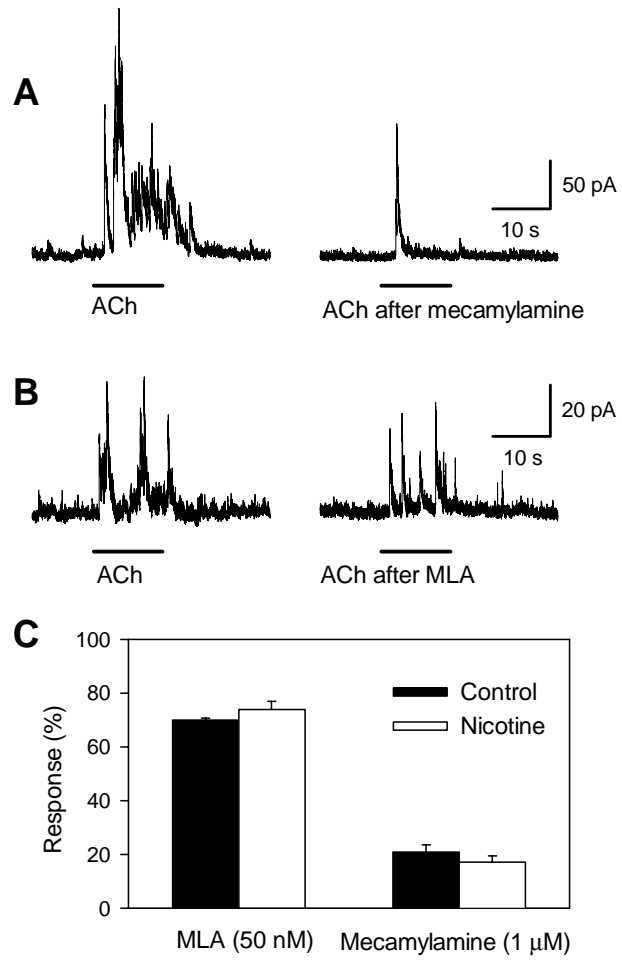 A
50 pA
10 s
ACh
ACh after mecamylamine
B
20 pA
10 s
ACh
ACh after MLA
C
100
80
60
40
20
0
Response (%)
Control
Nicotine
MLA (50 nM)
Mecamylamine (1 μM)